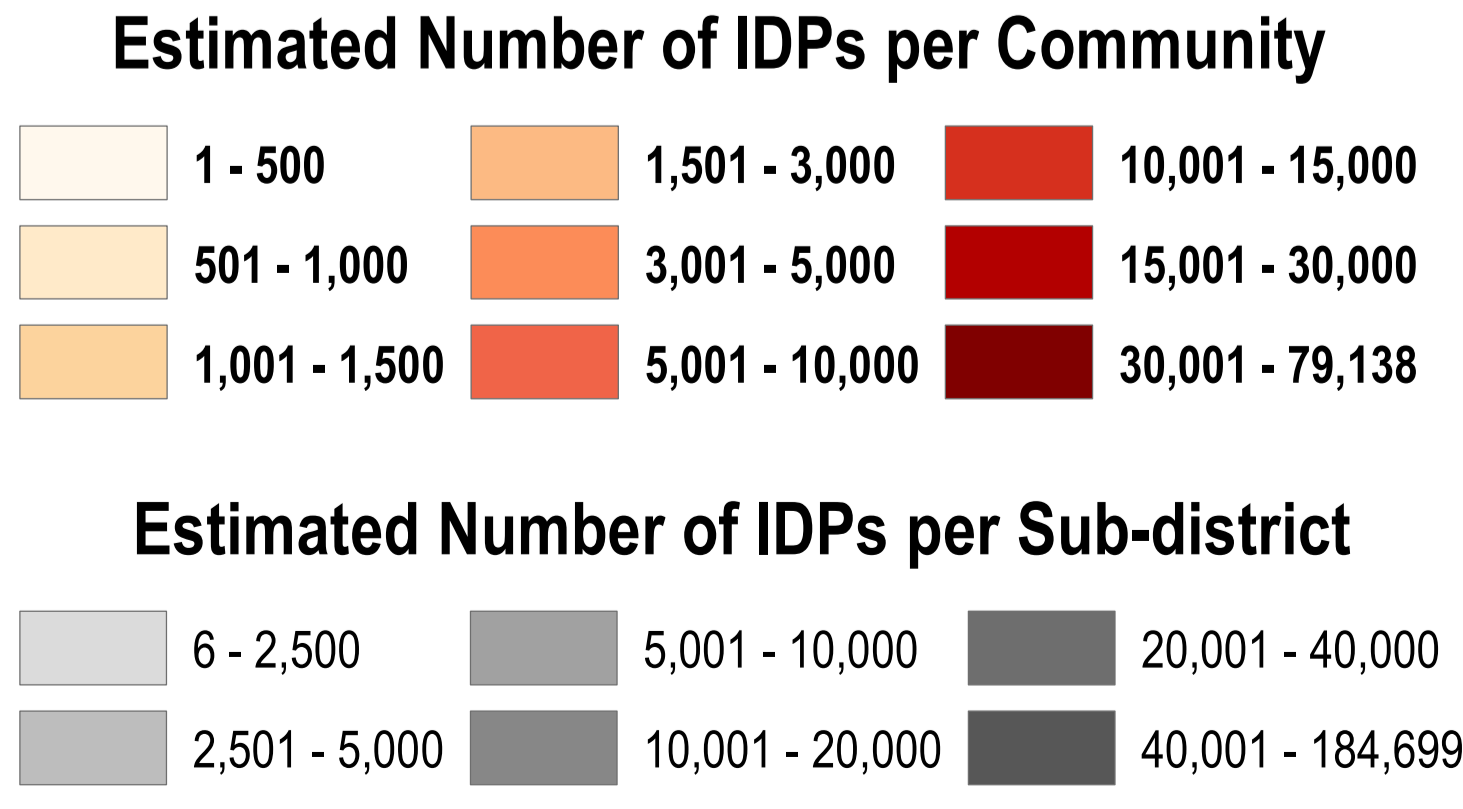 Estimated Number of IDPs per Community
1 - 500
501 - 1,000
1,001 - 1,500
1,501 - 3,000
3,001 - 5,000
5,001 - 10,000
10,001 - 15,000
15,001 - 30,000
30,001 - 79,138
Estimated Number of IDPs per Sub-district
6 - 2,500
2,501 - 5,000
5,001 - 10,000
10,001 - 20,000
20,001 - 40,000
40,001 - 184,699